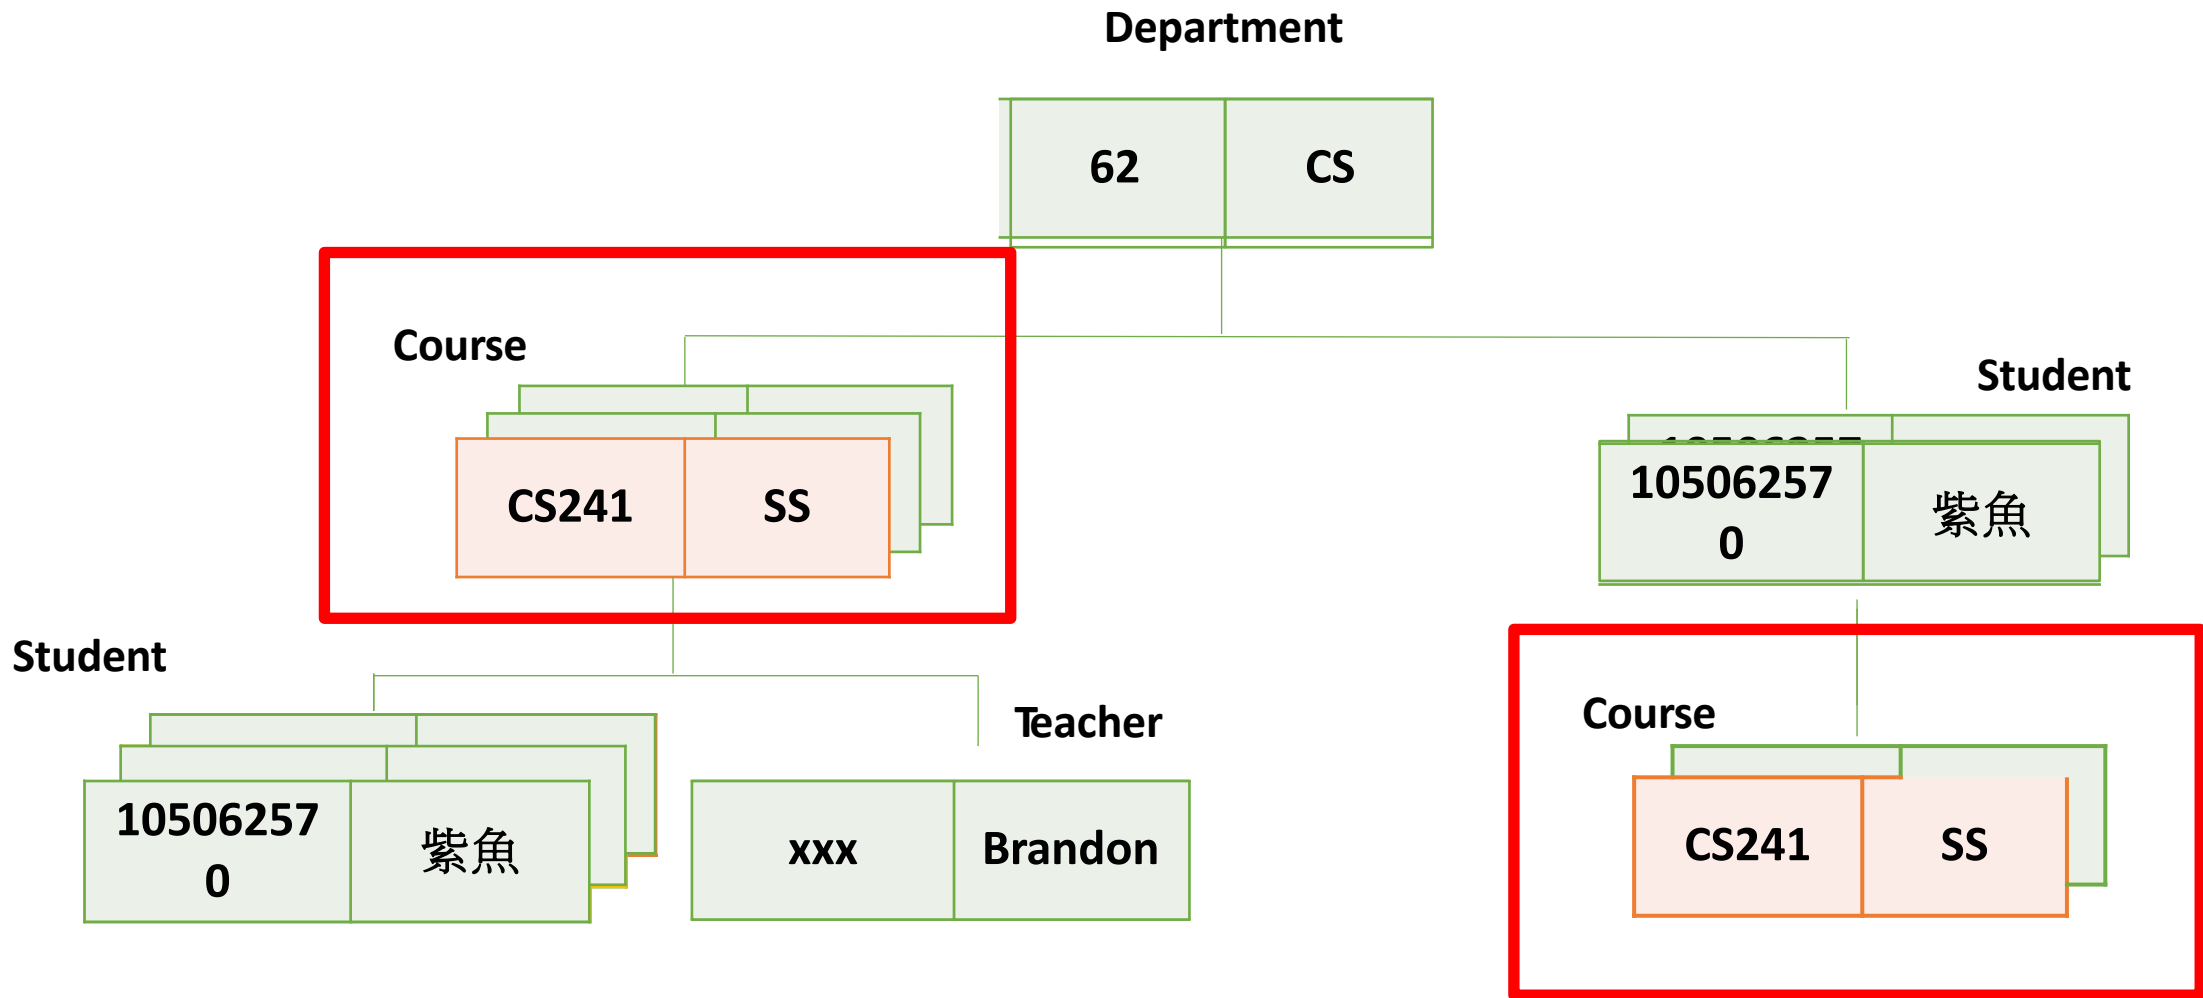 Department
62 CS
Course
Student
CS241 SS
10506257
0
紫魚
Student
Teacher
Course
10506257
0
紫魚
xxx Brandon
CS241 SS